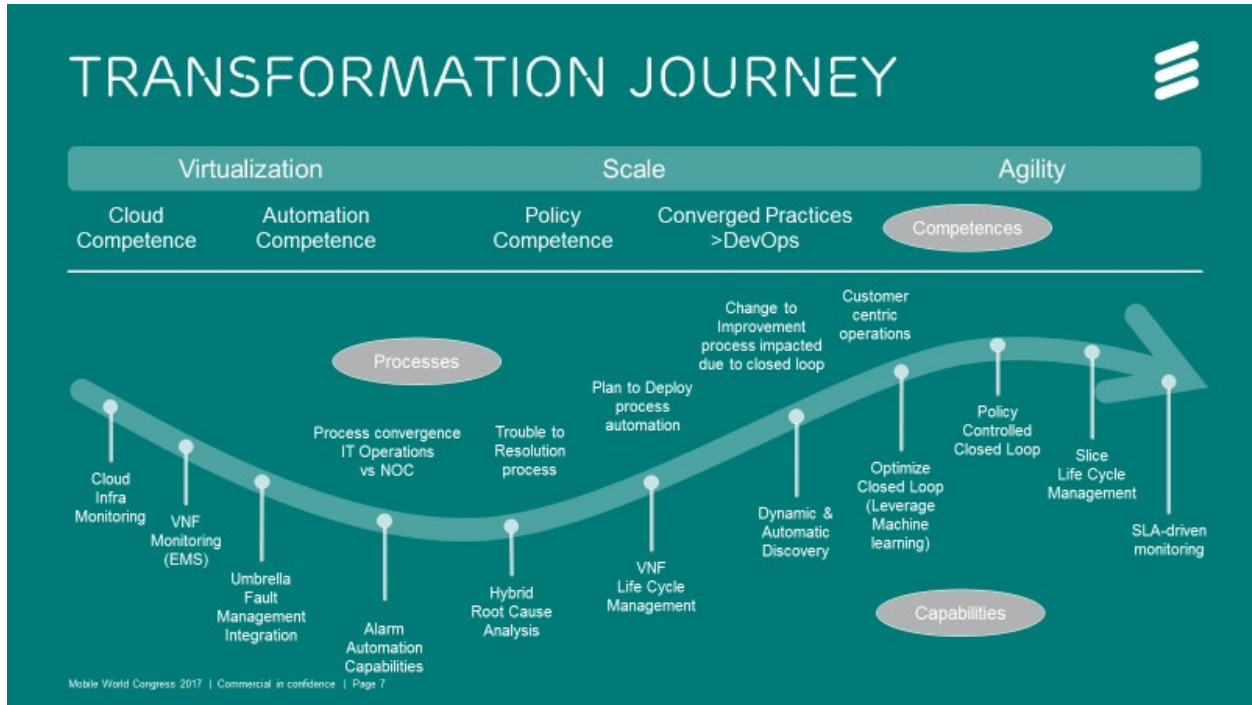 TRANSFORMATION JOURNEY
Virtualization
Scale
Agility
Cloud
Competence
Automation
Competence
Policy
Competence
Converged Practices
>DevOps
Competences
Processes
Process convergence
IT Operations
vs NOC
Trouble to
Resolution
process
Plan to Deploy
process
automation
Change to
Improvement
process impacted
due to closed loop
Customer
centric
operations
Cloud
Infra
Monitoring
VNF
Monitoring
(EMS)
Umbrella
Fault
Management
Integration
Alarm
Automation
Capabilities
Hybrid
Root Cause
Analysis
VNF
Life Cycle
Management
Dynamic &
Automatic
Discovery
Optimize
Closed Loop
(Leverage
Machine
learning)
Policy
Controlled
Closed Loop
Slice
Life Cycle
Management
SLA-driven
monitoring
Capabilities
Mobile World Congress 2017 | Commercial in confidence | Page 7